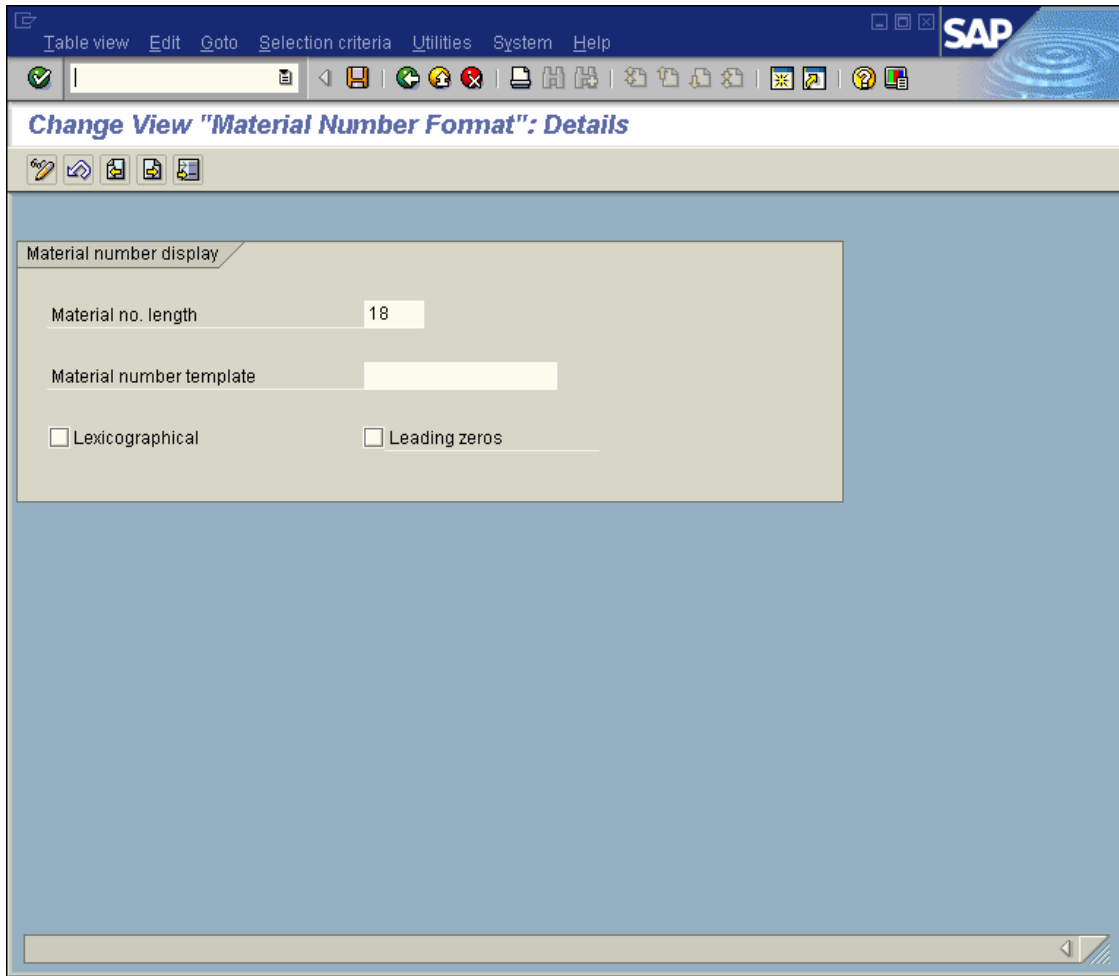 Table view Edit Goto Selection criteria Utilities System Help
SAP
Change View "Material Number Format": Details
Material number display
Material no. length 18
Material number template
Lexicographical Leading zeros